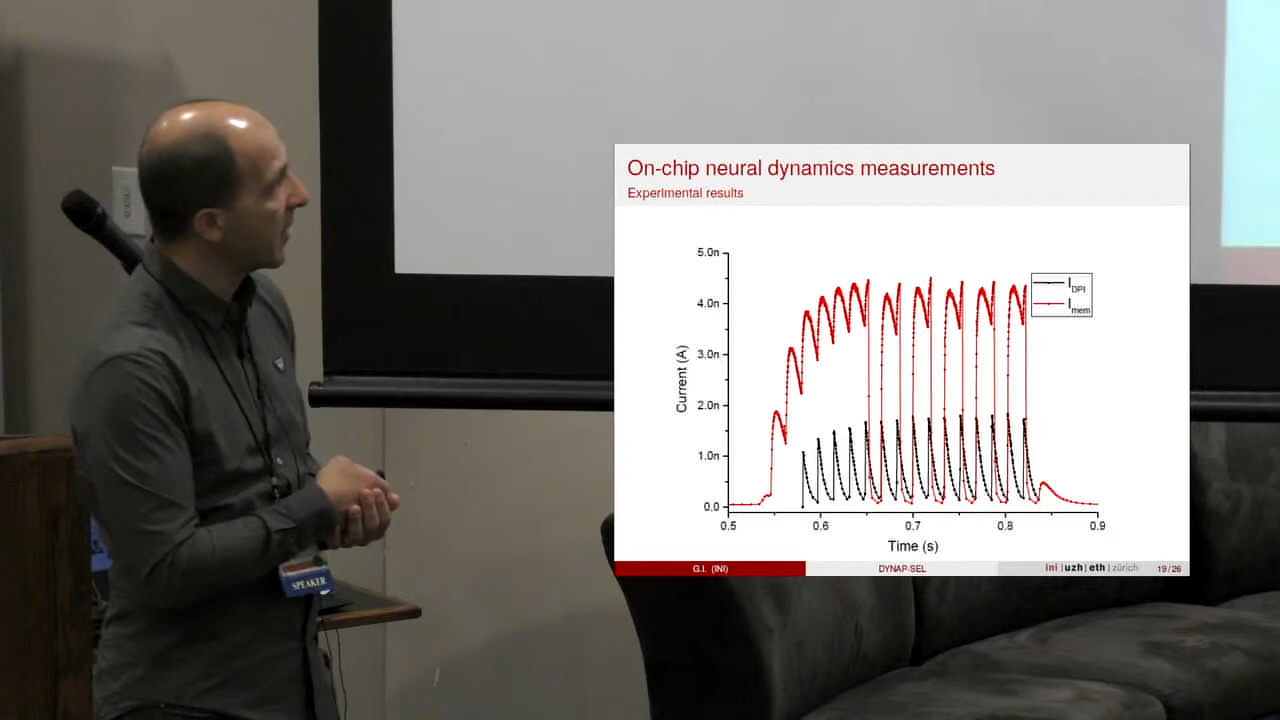 On-chip neural dynamics measurements
Experimental results
5.0n
4.0n
3.0n
2.0n
1.0n
0.0
Current (A)
I_DPI
I_mem
0.5 0.6 0.7 0.8 0.9
Time (s)
G.I. (INI) DYNAP-SEL ini | uzh | eth | zürich 19/26
SPEAKER